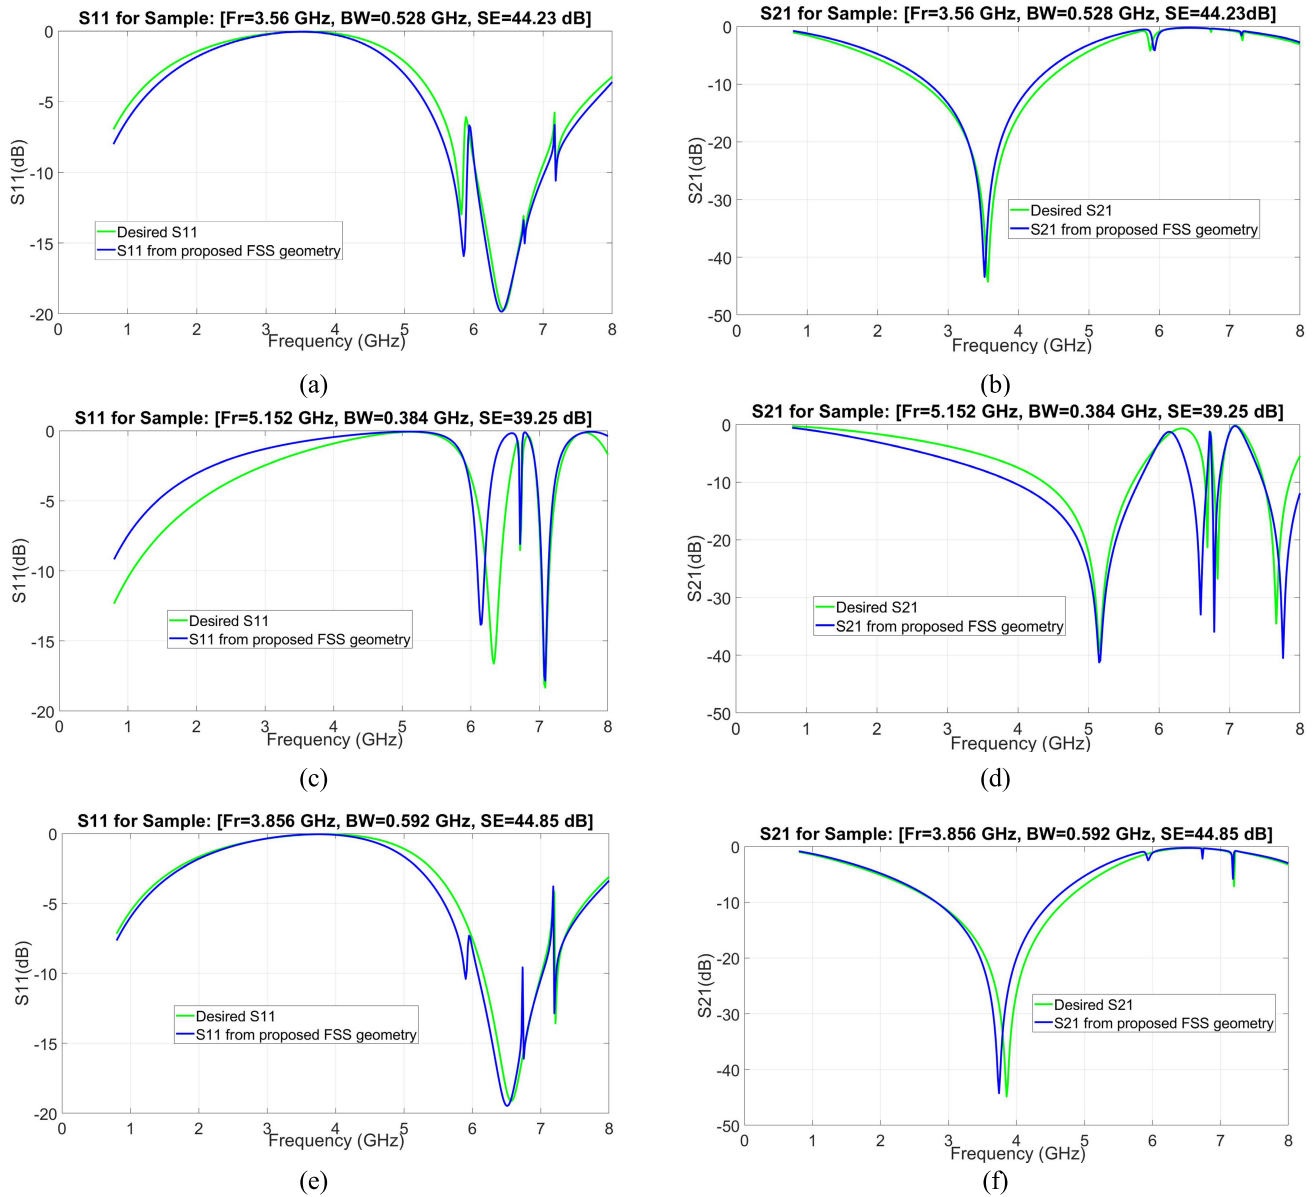 S11 for Sample: [Fr=3.56 GHz, BW=0.528 GHz, SE=44.23 dB]
0
-5
-10
-15
-20
S11(dB)
Desired S11
S11 from proposed FSS geometry
0 1 2 3 4 5 6 7 8
Frequency (GHz)
(a)
S21 for Sample: [Fr=3.56 GHz, BW=0.528 GHz, SE=44.23dB]
0
-10
-20
-30
-40
-50
S21(dB)
Desired S21
S21 from proposed FSS geometry
0 1 2 3 4 5 6 7 8
Frequency (GHz)
(b)
S11 for Sample: [Fr=5.152 GHz, BW=0.384 GHz, SE=39.25 dB]
0
-5
-10
-15
-20
S11(dB)
Desired S11
S11 from proposed FSS geometry
0 1 2 3 4 5 6 7 8
Frequency (GHz)
(c)
S21 for Sample: [Fr=5.152 GHz, BW=0.384 GHz, SE=39.25 dB]
0
-10
-20
-30
-40
-50
S21(dB)
Desired S21
S21 from proposed FSS geometry
0 1 2 3 4 5 6 7 8
Frequency (GHz)
(d)
S11 for Sample: [Fr=3.856 GHz, BW=0.592 GHz, SE=44.85 dB]
0
-5
-10
-15
-20
S11(dB)
Desired S11
S11 from proposed FSS geometry
0 1 2 3 4 5 6 7 8
Frequency (GHz)
(e)
S21 for Sample: [Fr=3.856 GHz, BW=0.592 GHz, SE=44.85 dB]
0
-10
-20
-30
-40
-50
S21(dB)
Desired S21
S21 from proposed FSS geometry
0 1 2 3 4 5 6 7 8
Frequency (GHz)
(f)